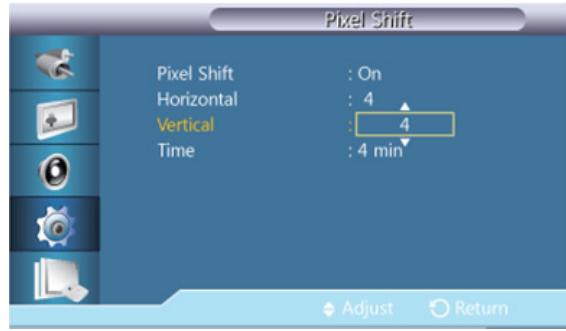 Pixel Shift
Pixel Shift : On
Horizontal : 4
Vertical : 4
Time : 4 min
Adjust Return